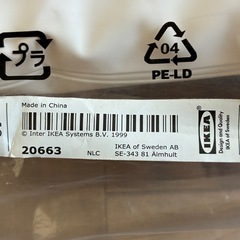 プラ
04
PE-LD
Made in China
© Inter IKEA Systems B.V. 1999
20663
NLC
IKEA of Sweden AB
SE-343 81 Älmhult
IKEA
Design and Quality
IKEA of Sweden